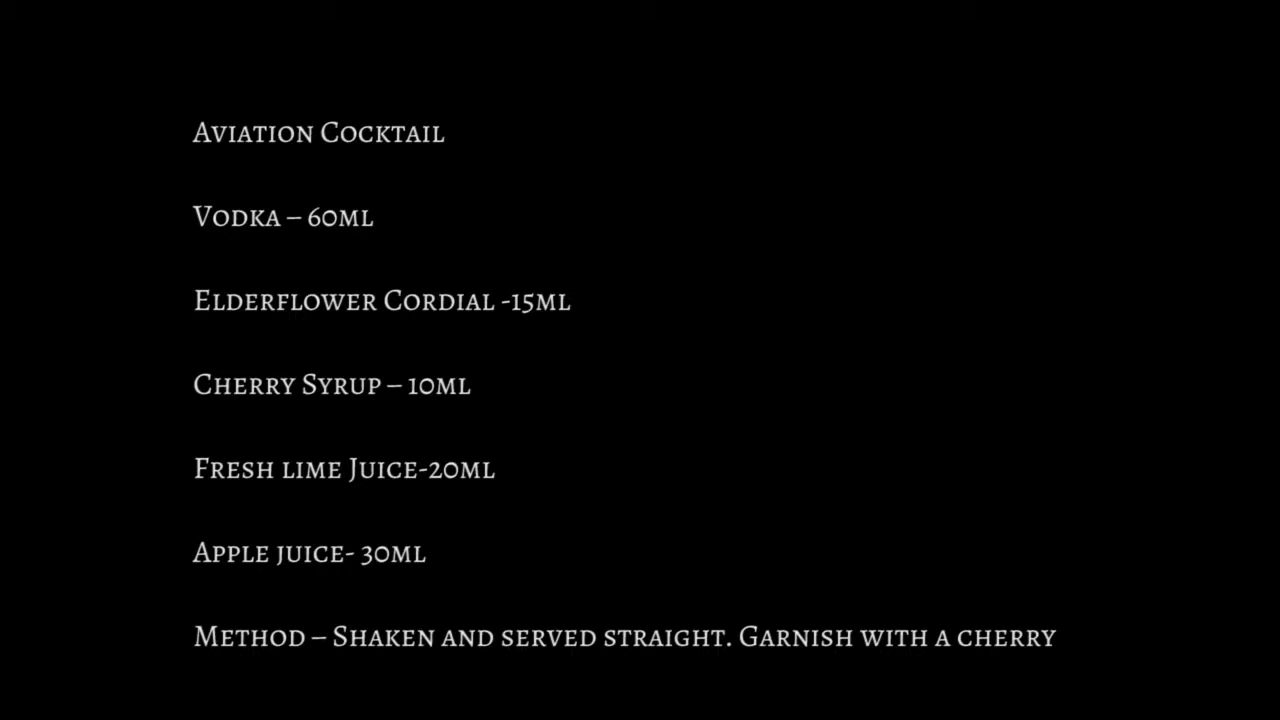 Aviation Cocktail
Vodka – 60ml
Elderflower Cordial -15ml
Cherry Syrup – 10ml
Fresh lime Juice-20ml
Apple juice- 30ml
Method – Shaken and served straight. Garnish with a cherry